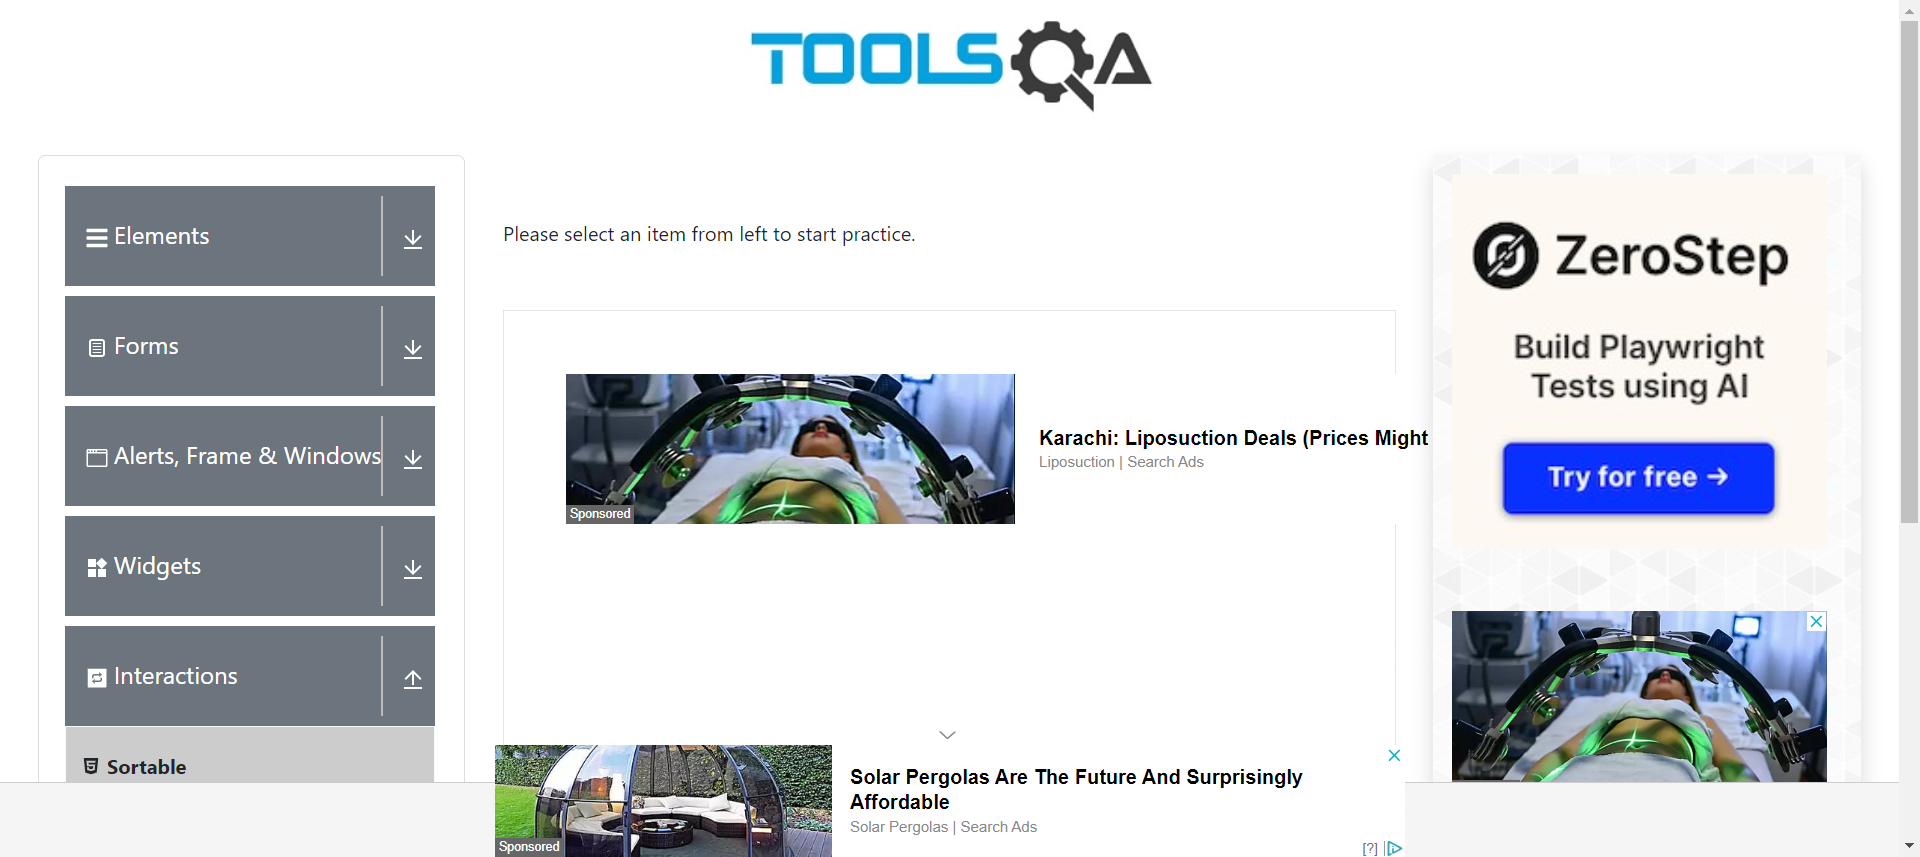 TOOLSQA
Elements
Forms
Alerts, Frame & Windows
Widgets
Interactions
Sortable
Please select an item from left to start practice.
Sponsored
Karachi: Liposuction Deals (Prices Might
Liposuction | Search Ads
ZeroStep
Build Playwright
Tests using AI
Try for free →
Sponsored
Solar Pergolas Are The Future And Surprisingly
Affordable
Solar Pergolas | Search Ads
[?]